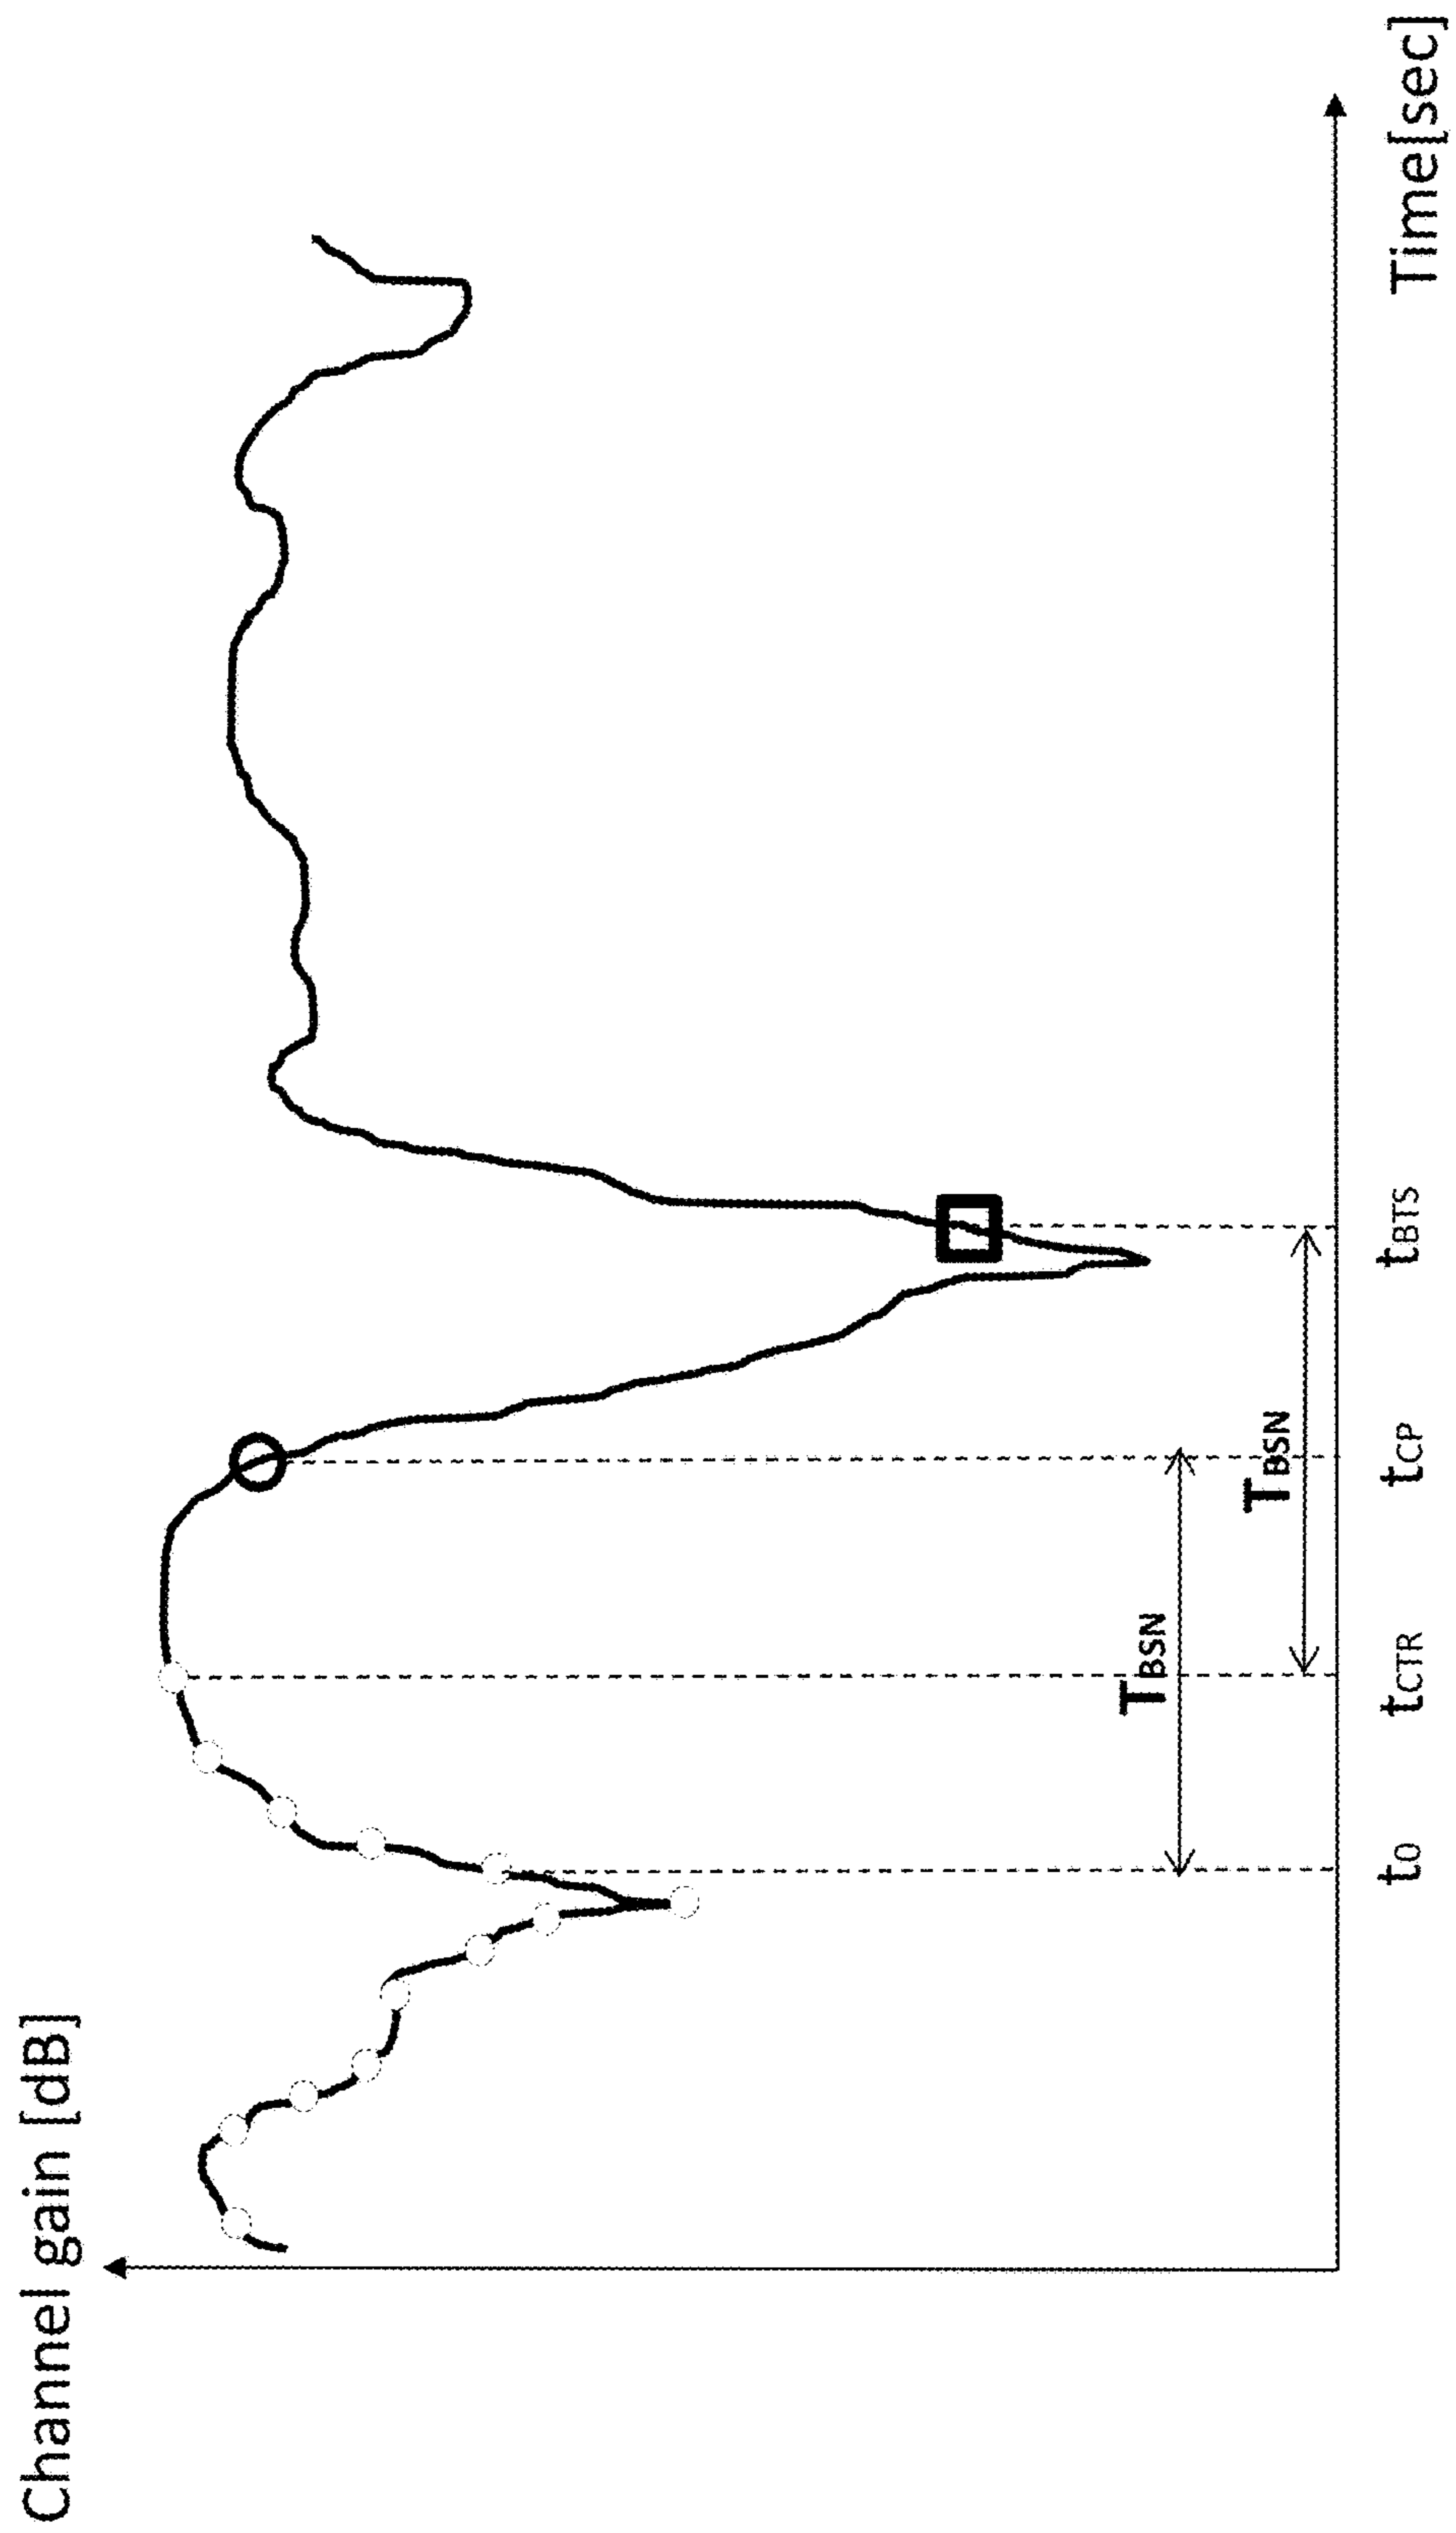 Channel gain [dB]
TBSN
TBSN
t0
tCTR
tCP
tBTS
Time[sec]